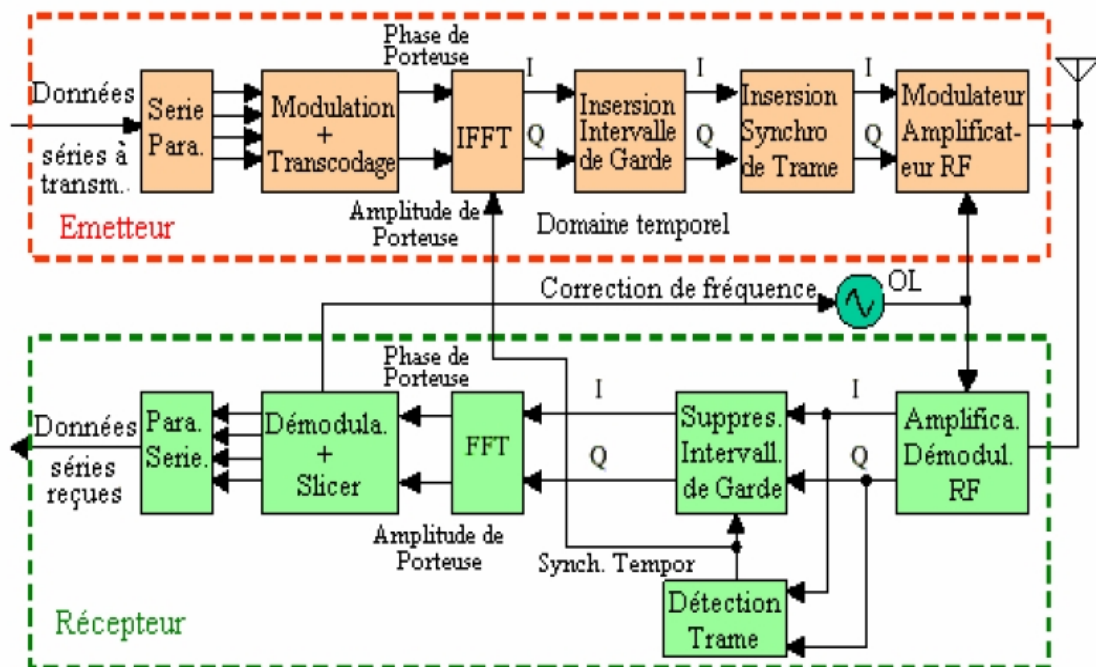 Phase de
Porteuse
Données
séries à
transm.
Serie
Para.
Modulation
+
Transcodage
IFFT
I
Q
Insersion
Intervalle
de Garde
I
Q
Insersion
Synchro
de Trame
I
Q
Modulateur
Amplificat-
eur RF
Emetteur
Amplitude de
Porteuse
Domaine temporel
Correction de fréquence
OL
Phase de
Porteuse
Données
séries
reçues
Para.
Serie.
Démodula.
+
Slicer
FFT
I
Q
Suppres.
Intervall.
de Garde
I
Q
Amplifica.
Démodul.
RF
Amplitude de
Porteuse
Synch. Tempor
Détection
Trame
Récepteur